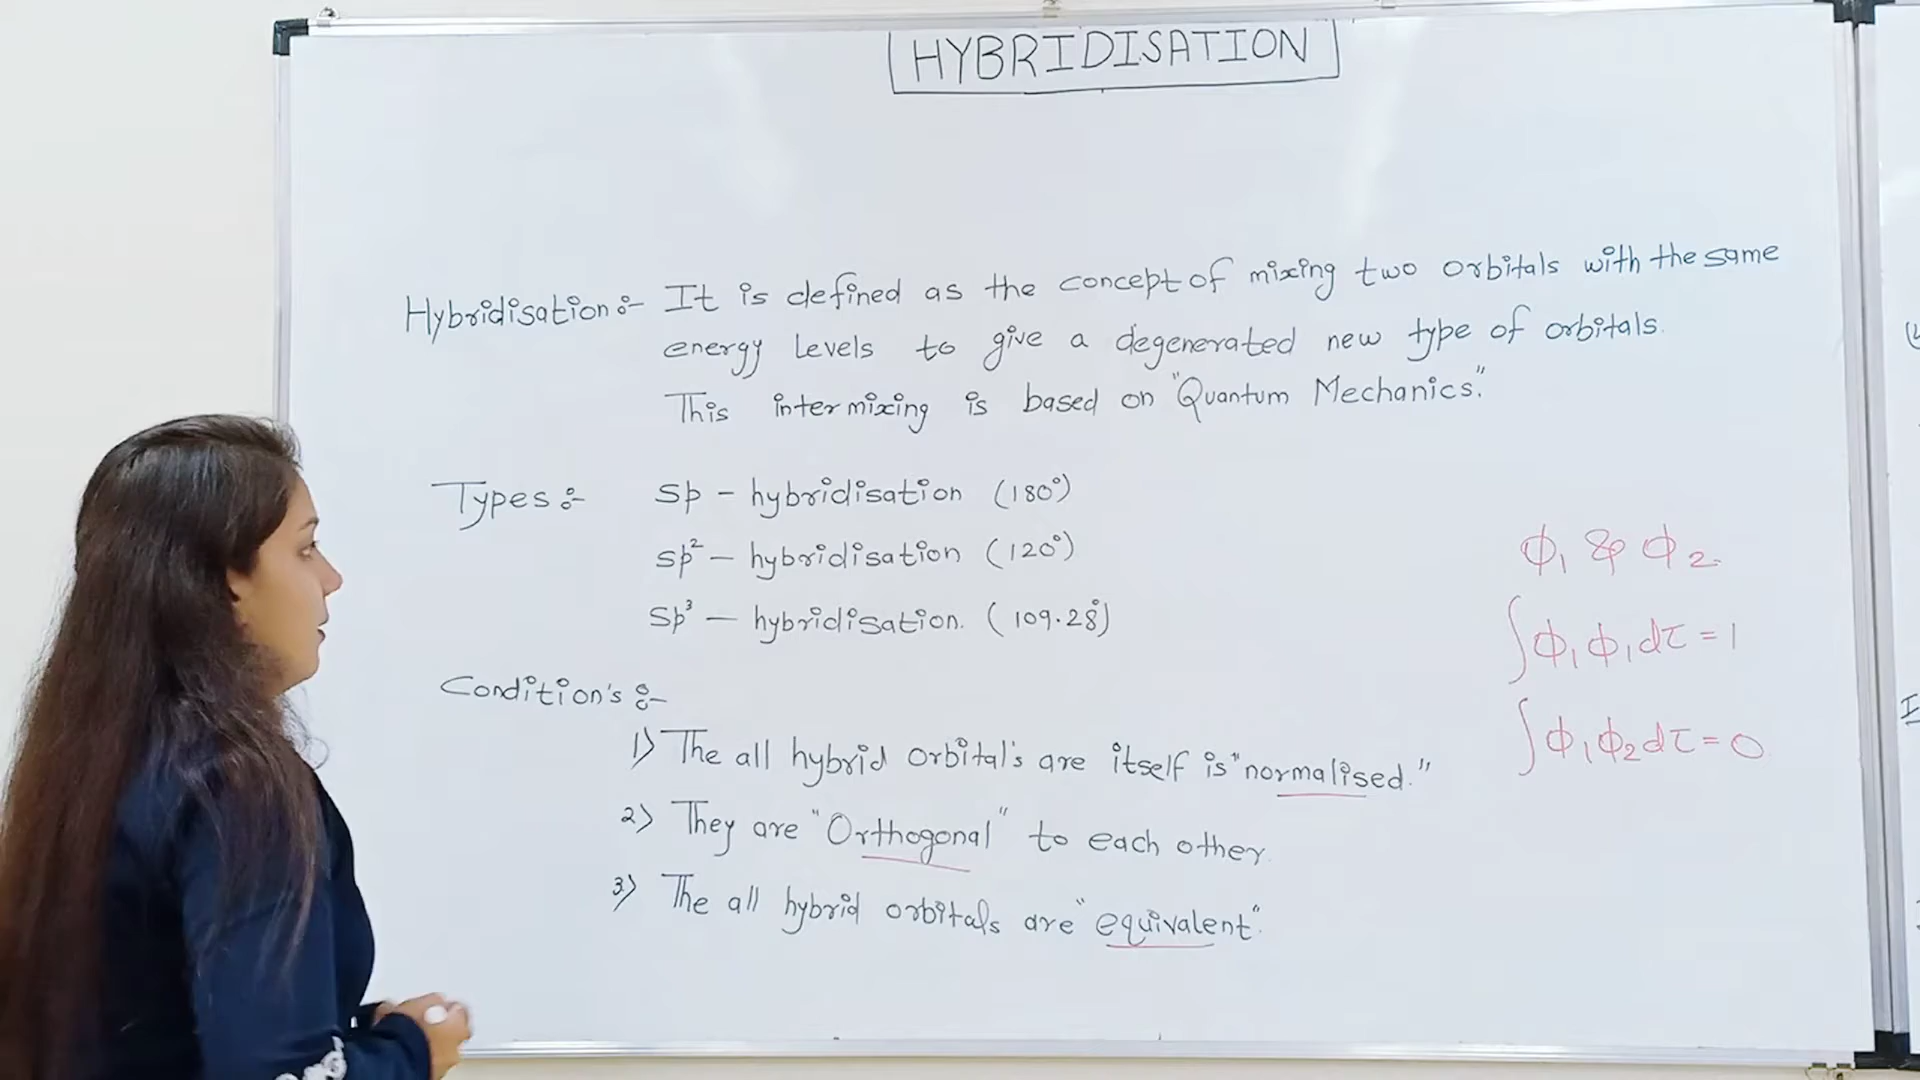 HYBRIDISATION
Hybridisation :- It is defined as the concept of mixing two orbitals with the same
energy levels to give a degenerated new type of orbitals.
This intermixing is based on "Quantum Mechanics."
Types :- sp - hybridisation (180°)
sp² - hybridisation (120°)
sp³ - hybridisation. (109.28°)
Condition's :-
1) The all hybrid orbital's are itself is "normalised."
2) They are "Orthogonal" to each other.
3) The all hybrid orbitals are "equivalent".
ϕ₁ & ϕ₂.
∫ϕ₁ϕ₁dτ = 1
∫ϕ₁ϕ₂dτ = 0